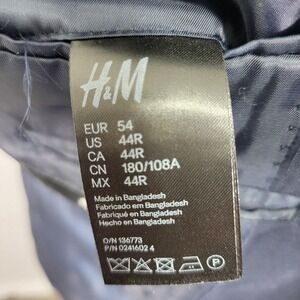 H&M
EUR 54
US 44R
CA 44R
CN 180/108A
MX 44R
Made in Bangladesh
Fabricado em Bangladesh
Fabriqué en Bangladesh
Hecho en Bangladesh
O/N 136773
P/N 0241602 4